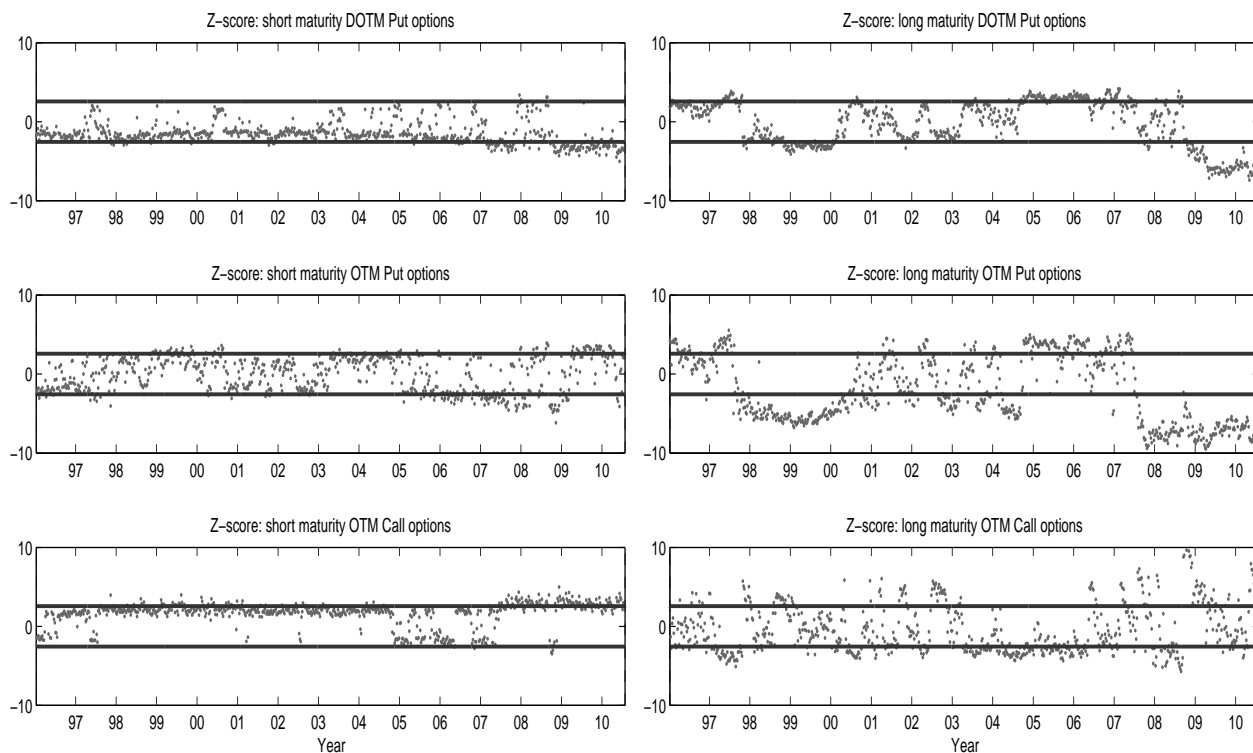 Z−score: short maturity DOTM Put options
10
0
−10
97 98 99 00 01 02 03 04 05 06 07 08 09 10
Z−score: long maturity DOTM Put options
10
0
−10
97 98 99 00 01 02 03 04 05 06 07 08 09 10
Z−score: short maturity OTM Put options
10
0
−10
97 98 99 00 01 02 03 04 05 06 07 08 09 10
Z−score: long maturity OTM Put options
10
0
−10
97 98 99 00 01 02 03 04 05 06 07 08 09 10
Z−score: short maturity OTM Call options
10
0
−10
97 98 99 00 01 02 03 04 05 06 07 08 09 10
Year
Z−score: long maturity OTM Call options
10
0
−10
97 98 99 00 01 02 03 04 05 06 07 08 09 10
Year